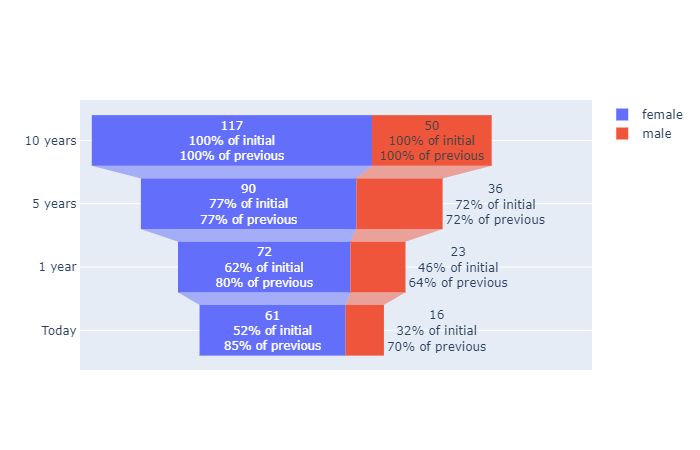 female
male
10 years
117
100% of initial
100% of previous
50
100% of initial
100% of previous
5 years
90
77% of initial
77% of previous
36
72% of initial
72% of previous
1 year
72
62% of initial
80% of previous
23
46% of initial
64% of previous
Today
61
52% of initial
85% of previous
16
32% of initial
70% of previous